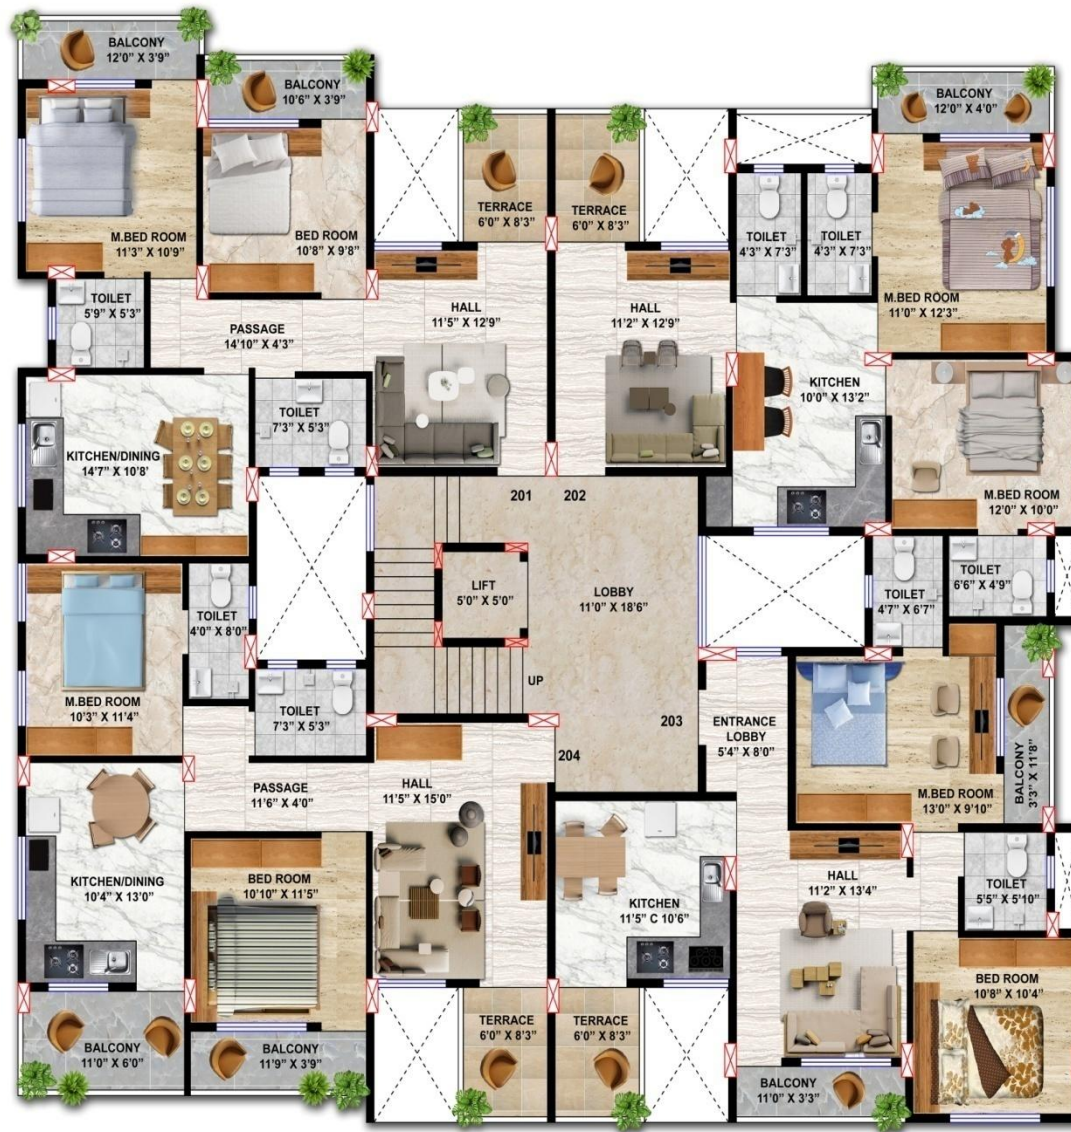 BALCONY
12'0" X 3'9"
BALCONY
10'6" X 3'9"
BALCONY
12'0" X 4'0"
M.BED ROOM
11'3" X 10'9"
BED ROOM
10'8" X 9'8"
TERRACE
6'0" X 8'3"
TERRACE
6'0" X 8'3"
TOILET
4'3" X 7'3"
TOILET
4'3" X 7'3"
M.BED ROOM
11'0" X 12'3"
TOILET
5'9" X 5'3"
PASSAGE
14'10" X 4'3"
HALL
11'5" X 12'9"
HALL
11'2" X 12'9"
KITCHEN
10'0" X 13'2"
TOILET
7'3" X 5'3"
KITCHEN/DINING
14'7" X 10'8'
M.BED ROOM
12'0" X 10'0"
201
202
LIFT
5'0" X 5'0"
LOBBY
11'0" X 18'6"
TOILET
4'0" X 8'0"
TOILET
4'7" X 6'7"
TOILET
6'6" X 4'9"
M.BED ROOM
10'3" X 11'4"
TOILET
7'3" X 5'3"
UP
203
204
ENTRANCE
LOBBY
5'4" X 8'0"
M.BED ROOM
13'0" X 9'10"
BALCONY
3'3" X 11'8"
PASSAGE
11'6" X 4'0"
HALL
11'5" X 15'0"
KITCHEN/DINING
10'4" X 13'0"
BED ROOM
10'10" X 11'5"
KITCHEN
11'5" C 10'6"
HALL
11'2" X 13'4"
TOILET
5'5" X 5'10"
BED ROOM
10'8" X 10'4"
BALCONY
11'0" X 6'0"
BALCONY
11'9" X 3'9"
TERRACE
6'0" X 8'3"
TERRACE
6'0" X 8'3"
BALCONY
11'0" X 3'3"